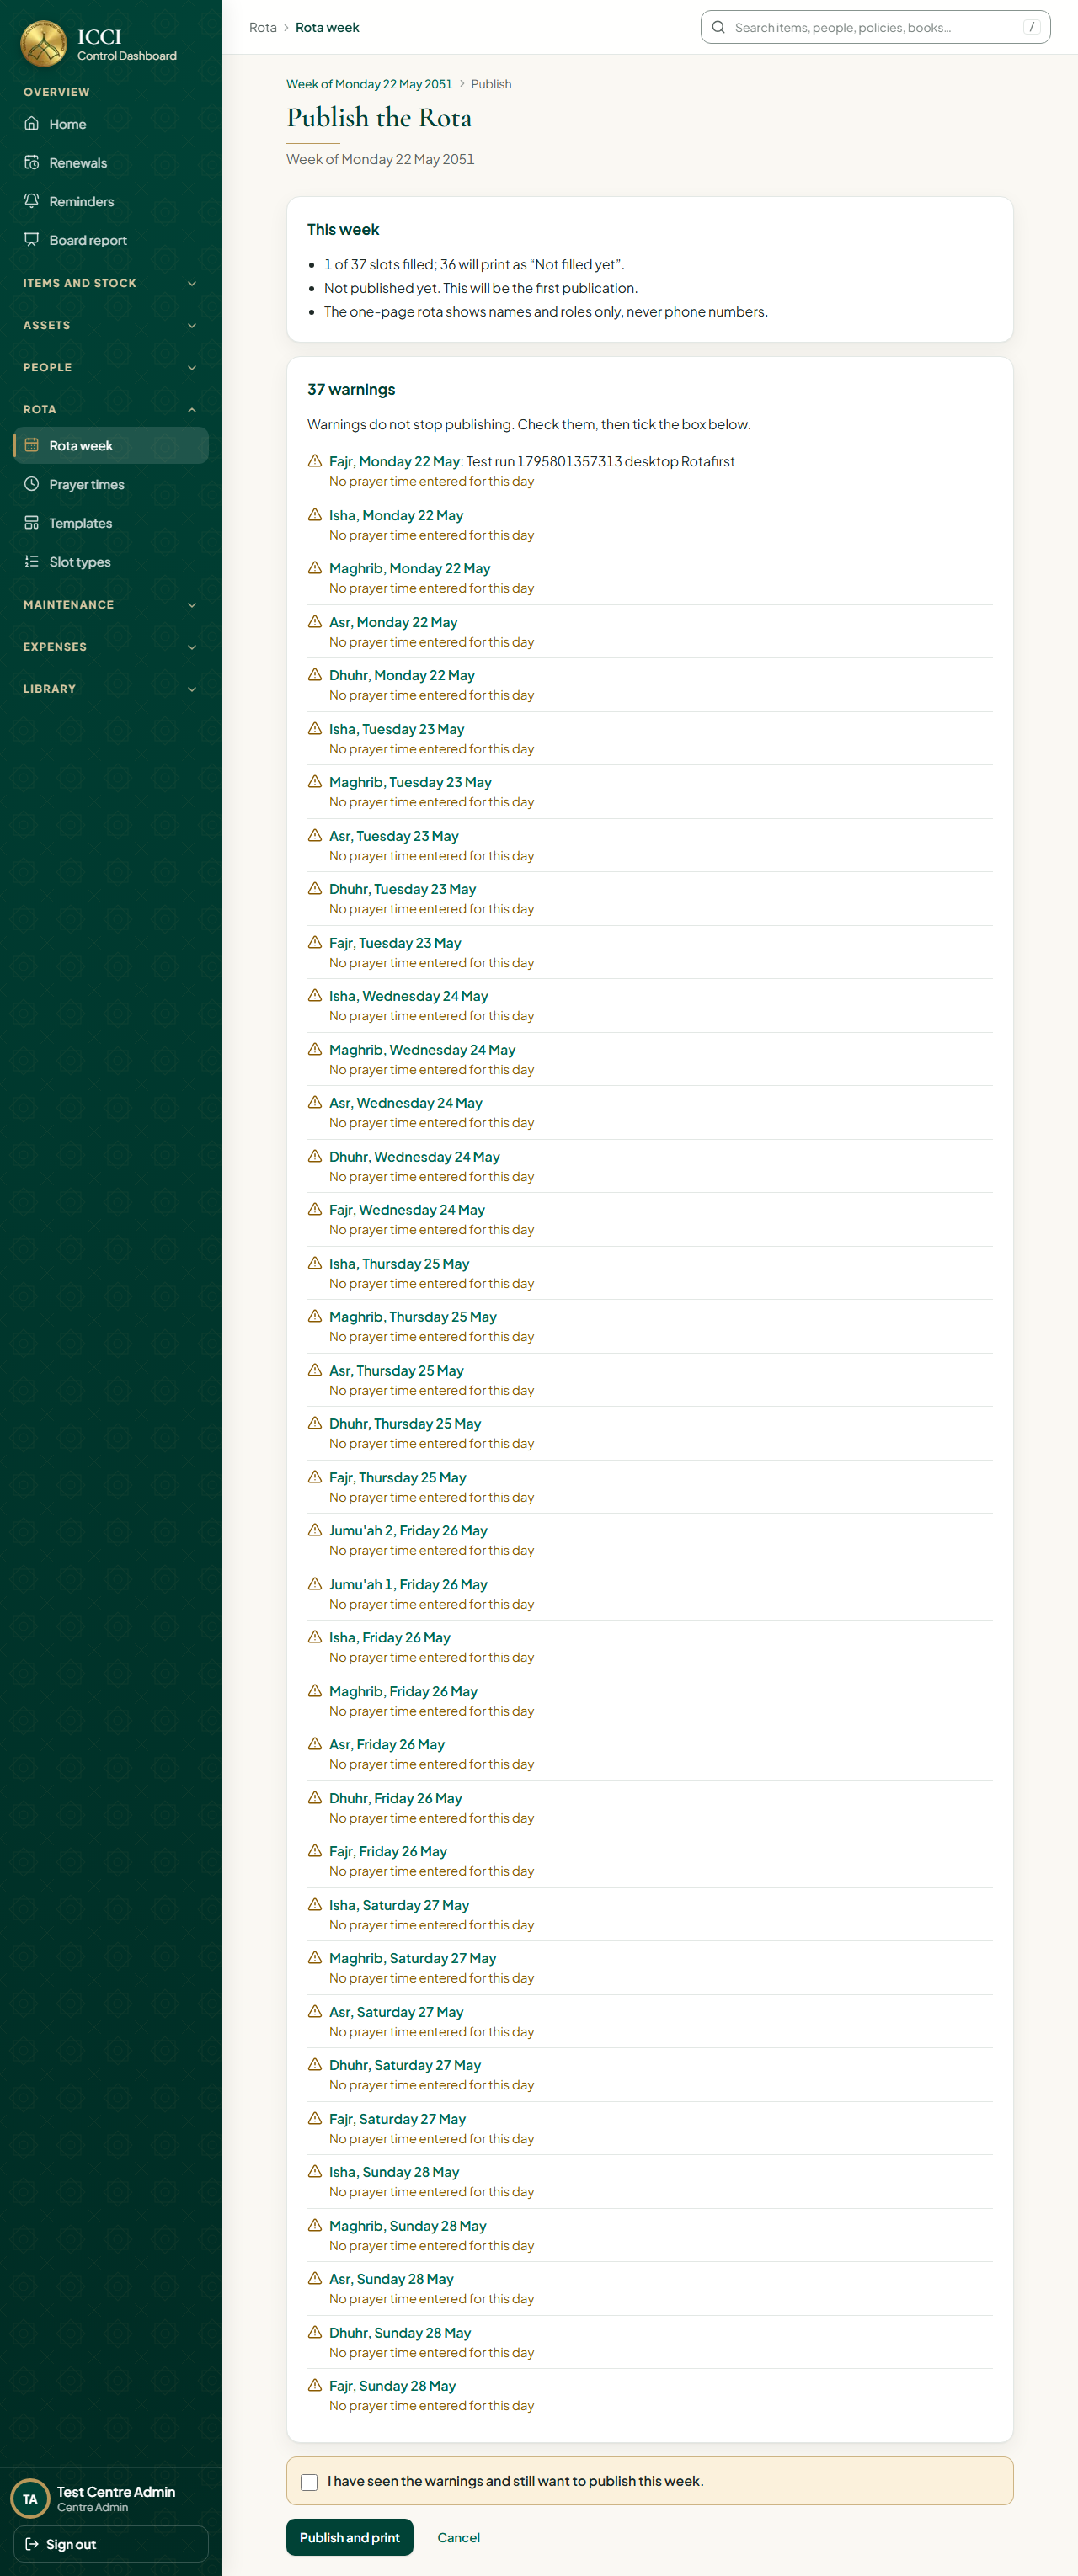 ICCI
Control Dashboard
OVERVIEW
Home
Renewals
Reminders
Board report
ITEMS AND STOCK
ASSETS
PEOPLE
ROTA
Rota week
Prayer times
Templates
Slot types
MAINTENANCE
EXPENSES
LIBRARY
TA
Test Centre Admin
Centre Admin
Sign out
Rota > Rota week
Search items, people, policies, books... /
Week of Monday 22 May 2051 > Publish
Publish the Rota
Week of Monday 22 May 2051
This week
• 1 of 37 slots filled; 36 will print as “Not filled yet”.
• Not published yet. This will be the first publication.
• The one-page rota shows names and roles only, never phone numbers.
37 warnings
Warnings do not stop publishing. Check them, then tick the box below.
Fajr, Monday 22 May: Test run 1795801357313 desktop Rotafirst
No prayer time entered for this day
Isha, Monday 22 May
No prayer time entered for this day
Maghrib, Monday 22 May
No prayer time entered for this day
Asr, Monday 22 May
No prayer time entered for this day
Dhuhr, Monday 22 May
No prayer time entered for this day
Isha, Tuesday 23 May
No prayer time entered for this day
Maghrib, Tuesday 23 May
No prayer time entered for this day
Asr, Tuesday 23 May
No prayer time entered for this day
Dhuhr, Tuesday 23 May
No prayer time entered for this day
Fajr, Tuesday 23 May
No prayer time entered for this day
Isha, Wednesday 24 May
No prayer time entered for this day
Maghrib, Wednesday 24 May
No prayer time entered for this day
Asr, Wednesday 24 May
No prayer time entered for this day
Dhuhr, Wednesday 24 May
No prayer time entered for this day
Fajr, Wednesday 24 May
No prayer time entered for this day
Isha, Thursday 25 May
No prayer time entered for this day
Maghrib, Thursday 25 May
No prayer time entered for this day
Asr, Thursday 25 May
No prayer time entered for this day
Dhuhr, Thursday 25 May
No prayer time entered for this day
Fajr, Thursday 25 May
No prayer time entered for this day
Jumu'ah 2, Friday 26 May
No prayer time entered for this day
Jumu'ah 1, Friday 26 May
No prayer time entered for this day
Isha, Friday 26 May
No prayer time entered for this day
Maghrib, Friday 26 May
No prayer time entered for this day
Asr, Friday 26 May
No prayer time entered for this day
Dhuhr, Friday 26 May
No prayer time entered for this day
Fajr, Friday 26 May
No prayer time entered for this day
Isha, Saturday 27 May
No prayer time entered for this day
Maghrib, Saturday 27 May
No prayer time entered for this day
Asr, Saturday 27 May
No prayer time entered for this day
Dhuhr, Saturday 27 May
No prayer time entered for this day
Fajr, Saturday 27 May
No prayer time entered for this day
Isha, Sunday 28 May
No prayer time entered for this day
Maghrib, Sunday 28 May
No prayer time entered for this day
Asr, Sunday 28 May
No prayer time entered for this day
Dhuhr, Sunday 28 May
No prayer time entered for this day
Fajr, Sunday 28 May
No prayer time entered for this day
I have seen the warnings and still want to publish this week.
Publish and print
Cancel